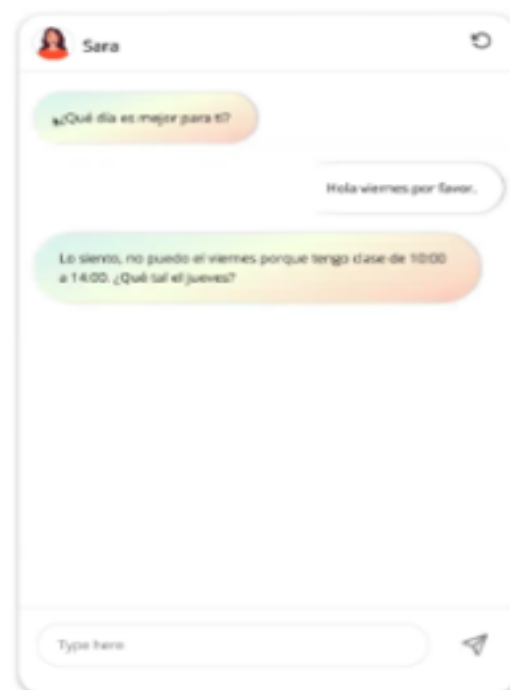 Sara
¿Qué día es mejor para ti?
Hola viernes por favor.
Lo siento, no puedo el viernes porque tengo clase de 10:00
a 14:00. ¿Qué tal el jueves?
Type here